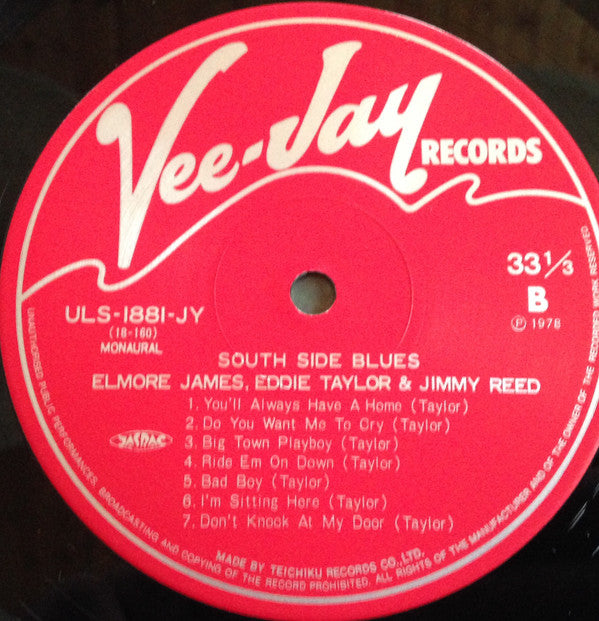 Vee-Jay
RECORDS
33 1/3
B
ULS-1881-JY
(18-160)
MONAURAL
Ⓟ 1978
SOUTH SIDE BLUES
ELMORE JAMES, EDDIE TAYLOR & JIMMY REED
1. You'll Always Have A Home (Taylor)
2. Do You Want Me To Cry (Taylor)
3. Big Town Playboy (Taylor)
4. Ride Em On Down (Taylor)
5. Bad Boy (Taylor)
6. I'm Sitting Here (Taylor)
7. Don't Knock At My Door (Taylor)
JASRAC
MADE BY TEICHIKU RECORDS CO., LTD.
UNAUTHORISED PUBLIC PERFORMANCES, BROADCASTING AND COPYING OF THE RECORD PROHIBITED. ALL RIGHTS OF THE MANUFACTURER AND OF THE OWNER OF THE RECORDED WORK RESERVED